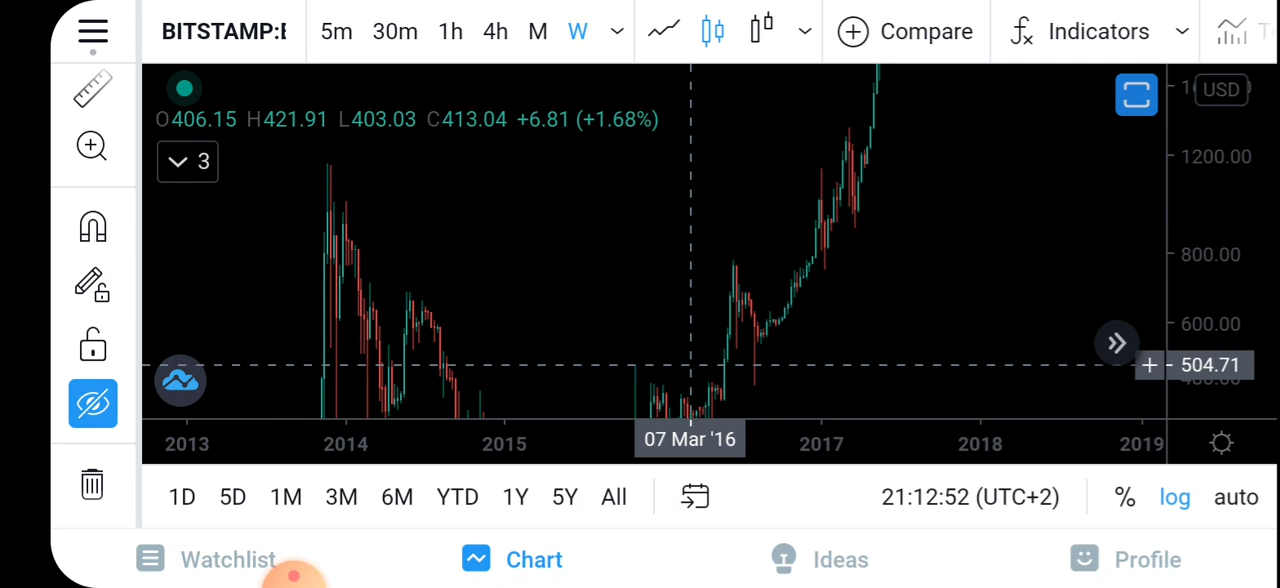 BITSTAMP:E 5m 30m 1h 4h M W Compare Indicators
USD
O406.15 H421.91 L403.03 C413.04 +6.81 (+1.68%)
3
1200.00
800.00
600.00
504.71
2013 2014 2015 07 Mar '16 2017 2018 2019
1D 5D 1M 3M 6M YTD 1Y 5Y All 21:12:52 (UTC+2) % log auto
Watchlist Chart Ideas Profile